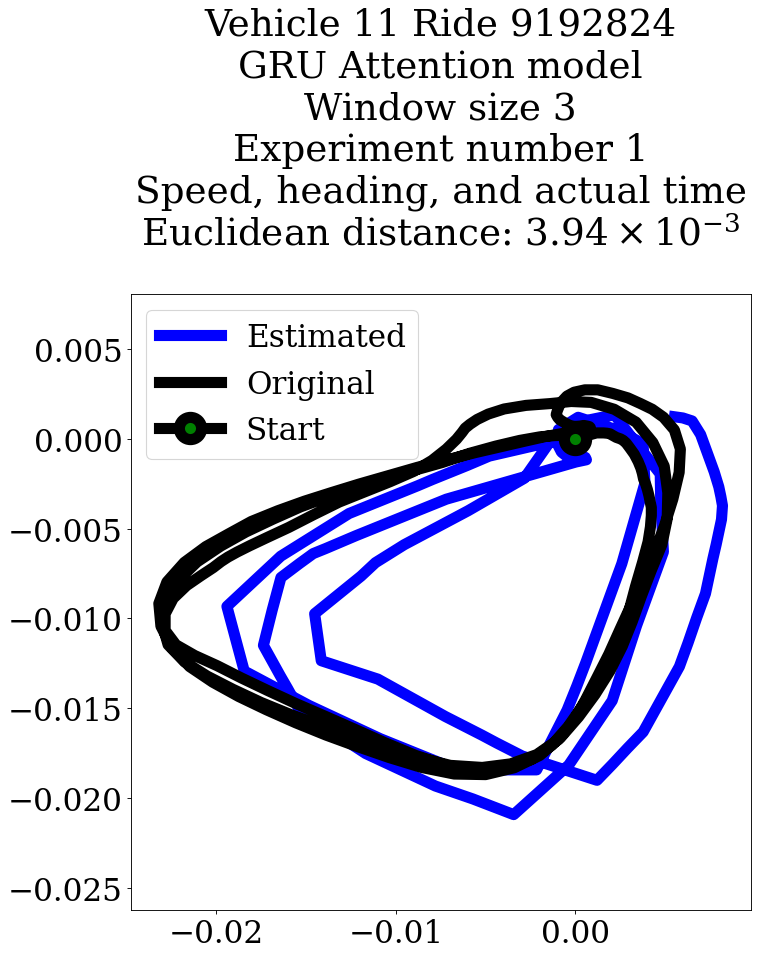 Vehicle 11 Ride 9192824
GRU Attention model
Window size 3
Experiment number 1
Speed, heading, and actual time
Euclidean distance: 3.94 × 10⁻³
Estimated
Original
Start
0.005
0.000
−0.005
−0.010
−0.015
−0.020
−0.025
−0.02 −0.01 0.00